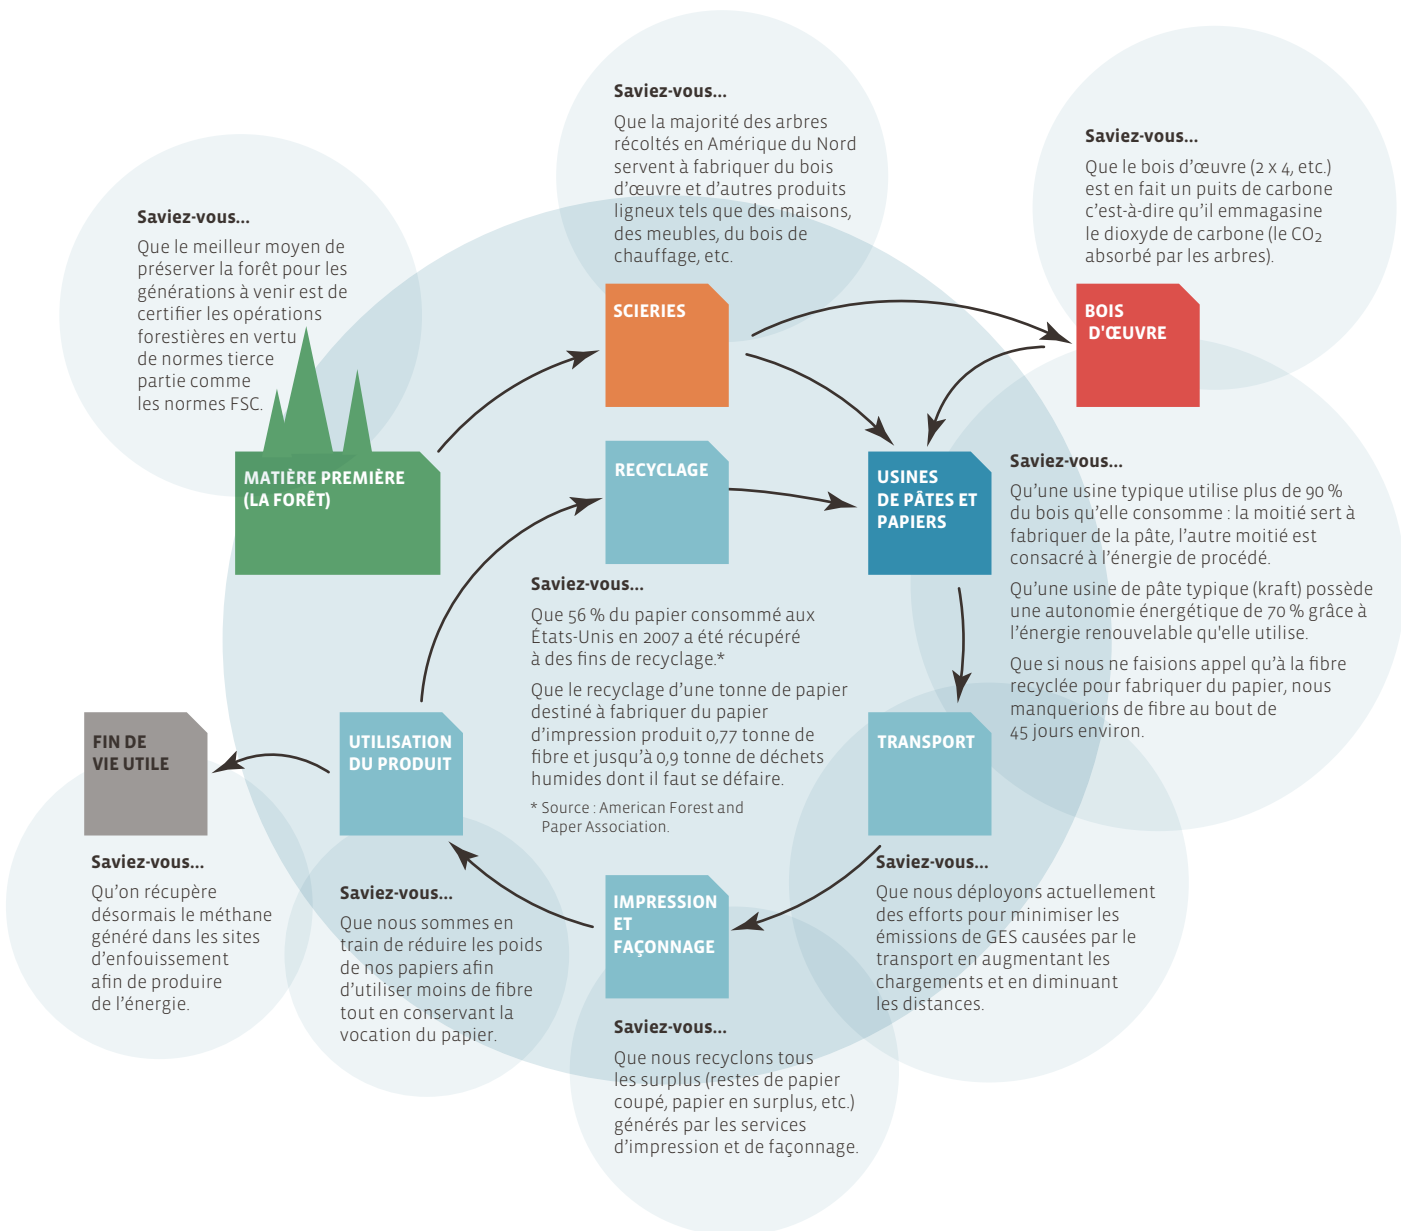 Saviez-vous...
Que la majorité des arbres
récoltés en Amérique du Nord
servent à fabriquer du bois
d'œuvre et d'autres produits
ligneux tels que des maisons,
des meubles, du bois de
chauffage, etc.
Saviez-vous...
Que le bois d'œuvre (2 x 4, etc.)
est en fait un puits de carbone
c'est-à-dire qu'il emmagasine
le dioxyde de carbone (le CO₂
absorbé par les arbres).
Saviez-vous...
Que le meilleur moyen de
préserver la forêt pour les
générations à venir est de
certifier les opérations
forestières en vertu
de normes tierce
partie comme
les normes FSC.
SCIERIES
BOIS
D'ŒUVRE
MATIÈRE PREMIÈRE
(LA FORÊT)
RECYCLAGE
USINES
DE PÂTES ET
PAPIERS
Saviez-vous...
Qu'une usine typique utilise plus de 90 %
du bois qu'elle consomme : la moitié sert à
fabriquer de la pâte, l'autre moitié est
consacré à l'énergie de procédé.
Qu'une usine de pâte typique (kraft) possède
une autonomie énergétique de 70 % grâce à
l'énergie renouvelable qu'elle utilise.
Que si nous ne faisions appel qu'à la fibre
recyclée pour fabriquer du papier, nous
manquerions de fibre au bout de
45 jours environ.
Saviez-vous...
Que 56 % du papier consommé aux
États-Unis en 2007 a été récupéré
à des fins de recyclage.*
Que le recyclage d'une tonne de papier
destiné à fabriquer du papier
d'impression produit 0,77 tonne de
fibre et jusqu'à 0,9 tonne de déchets
humides dont il faut se défaire.
* Source : American Forest and
Paper Association.
FIN DE
VIE UTILE
UTILISATION
DU PRODUIT
TRANSPORT
Saviez-vous...
Qu'on récupère
désormais le méthane
généré dans les sites
d'enfouissement
afin de produire
de l'énergie.
Saviez-vous...
Que nous sommes en
train de réduire les poids
de nos papiers afin
d'utiliser moins de fibre
tout en conservant la
vocation du papier.
IMPRESSION
ET
FAÇONNAGE
Saviez-vous...
Que nous déployons actuellement
des efforts pour minimiser les
émissions de GES causées par le
transport en augmentant les
chargements et en diminuant
les distances.
Saviez-vous...
Que nous recyclons tous
les surplus (restes de papier
coupé, papier en surplus, etc.)
générés par les services
d'impression et de façonnage.